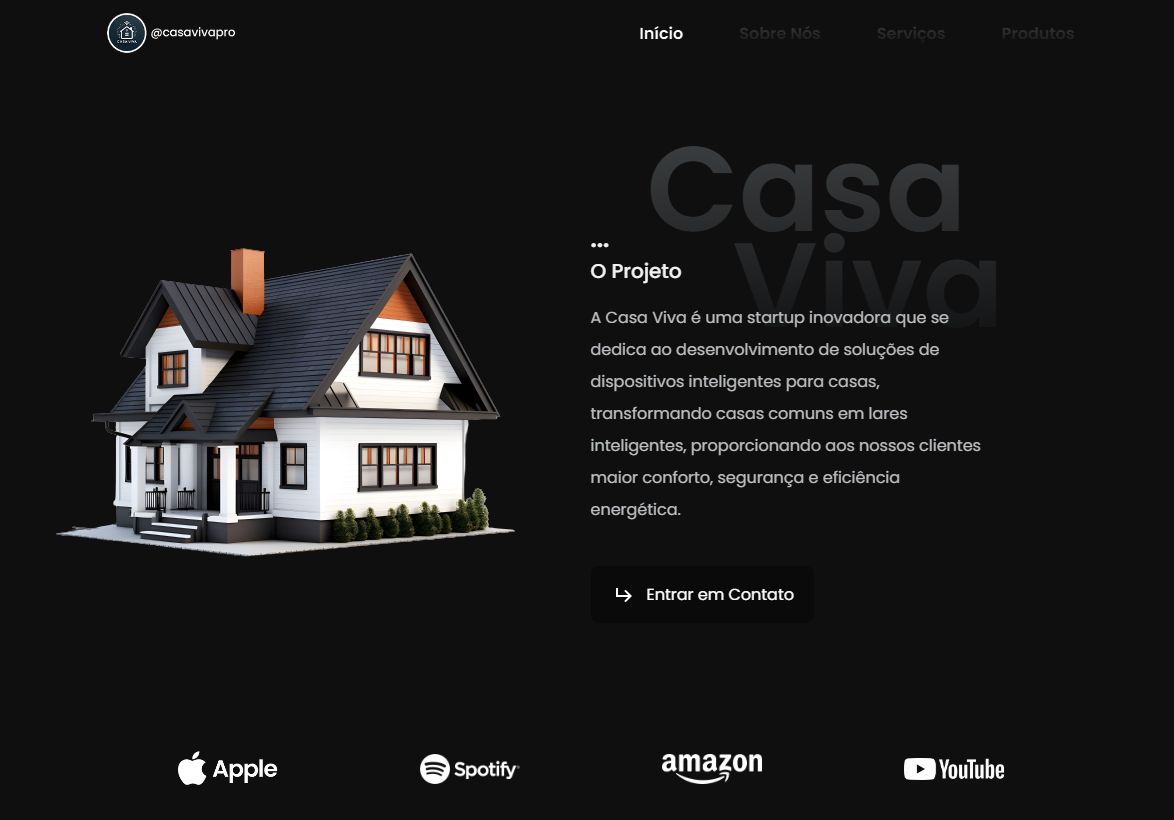 CASA VIVA
@casavivapro
Início
Sobre Nós
Serviços
Produtos
Casa
Viva
...
O Projeto
A Casa Viva é uma startup inovadora que se
dedica ao desenvolvimento de soluções de
dispositivos inteligentes para casas,
transformando casas comuns em lares
inteligentes, proporcionando aos nossos clientes
maior conforto, segurança e eficiência
energética.
Entrar em Contato
Apple
Spotify
amazon
YouTube